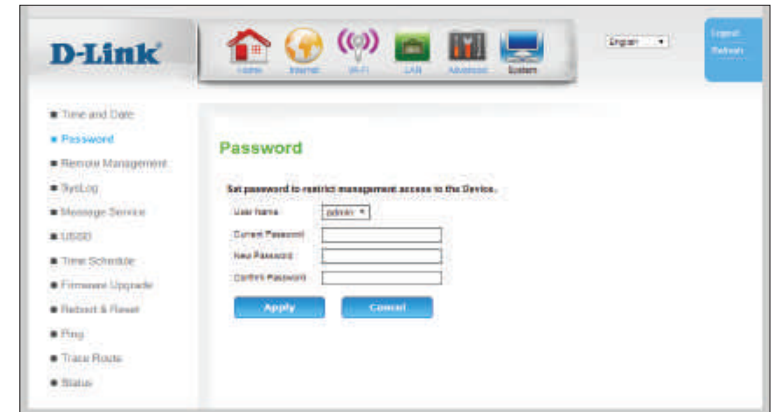 D-Link
Home Internet Wi-Fi LAN Advanced System
English
Logout
Refresh
Time and Date
Password
Remote Management
SysLog
Message Service
USSD
Time Schedule
Firmware Upgrade
Reboot & Reset
Ping
Trace Route
Status
Password
Set password to restrict management access to the Device.
User Name admin
Current Password
New Password
Confirm Password
Apply Cancel